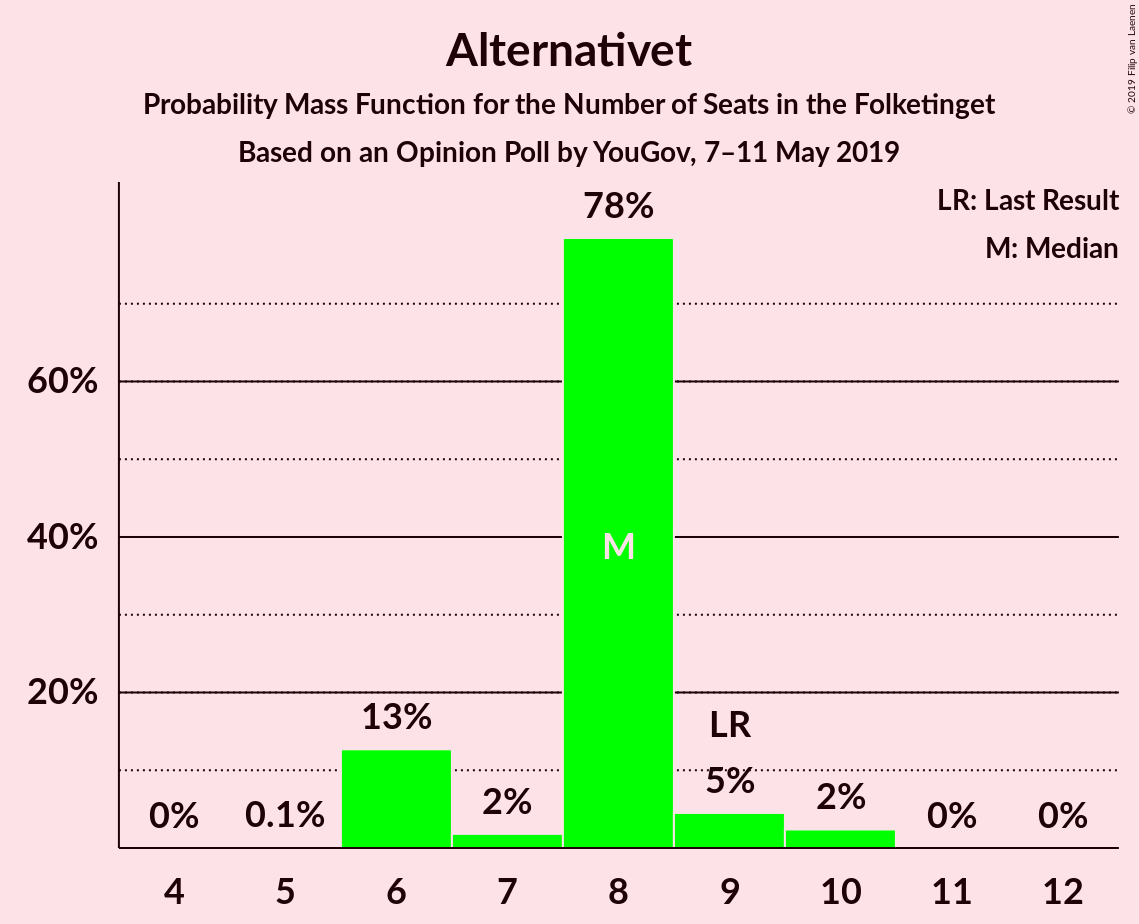 Alternativet
Probability Mass Function for the Number of Seats in the Folketinget
Based on an Opinion Poll by YouGov, 7–11 May 2019
© 2019 Filip van Laenen
LR: Last Result
M: Median
78%
60%
40%
M
20%
13%
LR
5%
2%
2%
0%
0.1%
0%
0%
4 5 6 7 8 9 10 11 12